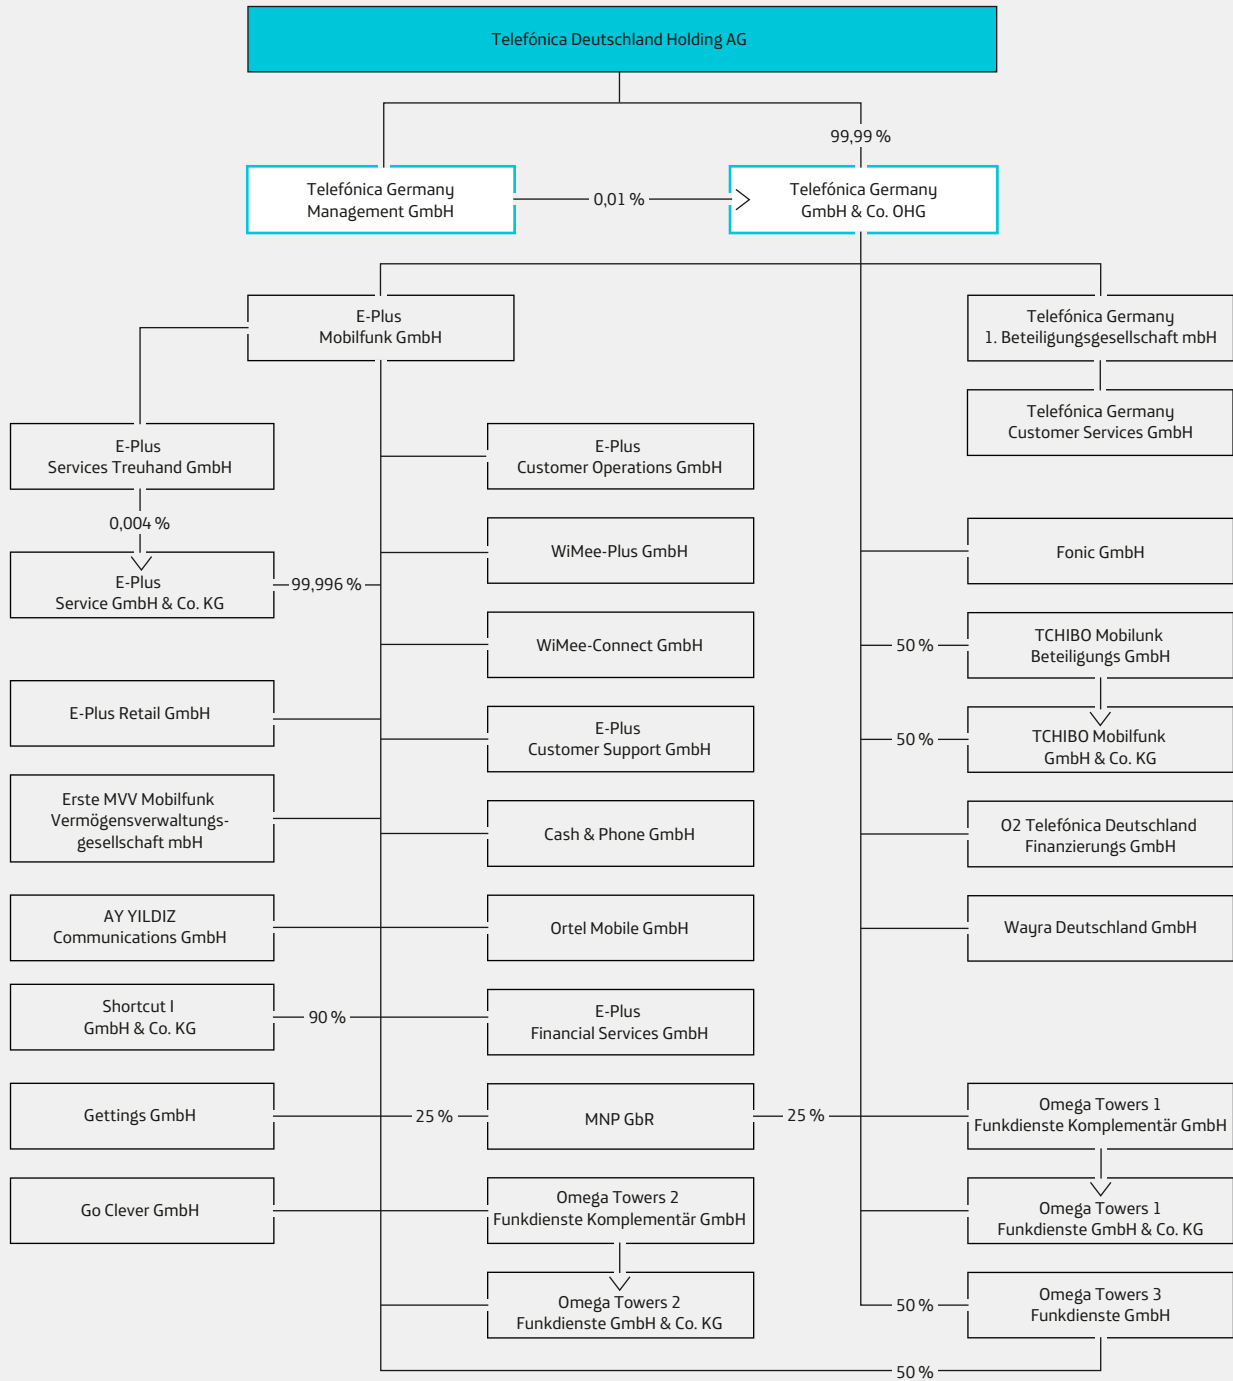 Telefónica Deutschland Holding AG
99,99 %
Telefónica Germany
Management GmbH
0,01 %
Telefónica Germany
GmbH & Co. OHG
E-Plus
Mobilfunk GmbH
Telefónica Germany
1. Beteiligungsgesellschaft mbH
Telefónica Germany
Customer Services GmbH
E-Plus
Services Treuhand GmbH
E-Plus
Customer Operations GmbH
0,004 %
E-Plus
Service GmbH & Co. KG
99,996 %
WiMee-Plus GmbH
Fonic GmbH
WiMee-Connect GmbH
50 %
TCHIBO Mobilunk
Beteiligungs GmbH
E-Plus Retail GmbH
E-Plus
Customer Support GmbH
50 %
TCHIBO Mobilfunk
GmbH & Co. KG
Erste MVV Mobilfunk
Vermögensverwaltungs-
gesellschaft mbH
Cash & Phone GmbH
O2 Telefónica Deutschland
Finanzierungs GmbH
AY YILDIZ
Communications GmbH
Ortel Mobile GmbH
Wayra Deutschland GmbH
Shortcut I
GmbH & Co. KG
90 %
E-Plus
Financial Services GmbH
Gettings GmbH
25 %
MNP GbR
25 %
Omega Towers 1
Funkdienste Komplementär GmbH
Go Clever GmbH
Omega Towers 2
Funkdienste Komplementär GmbH
Omega Towers 1
Funkdienste GmbH & Co. KG
Omega Towers 2
Funkdienste GmbH & Co. KG
50 %
Omega Towers 3
Funkdienste GmbH
50 %